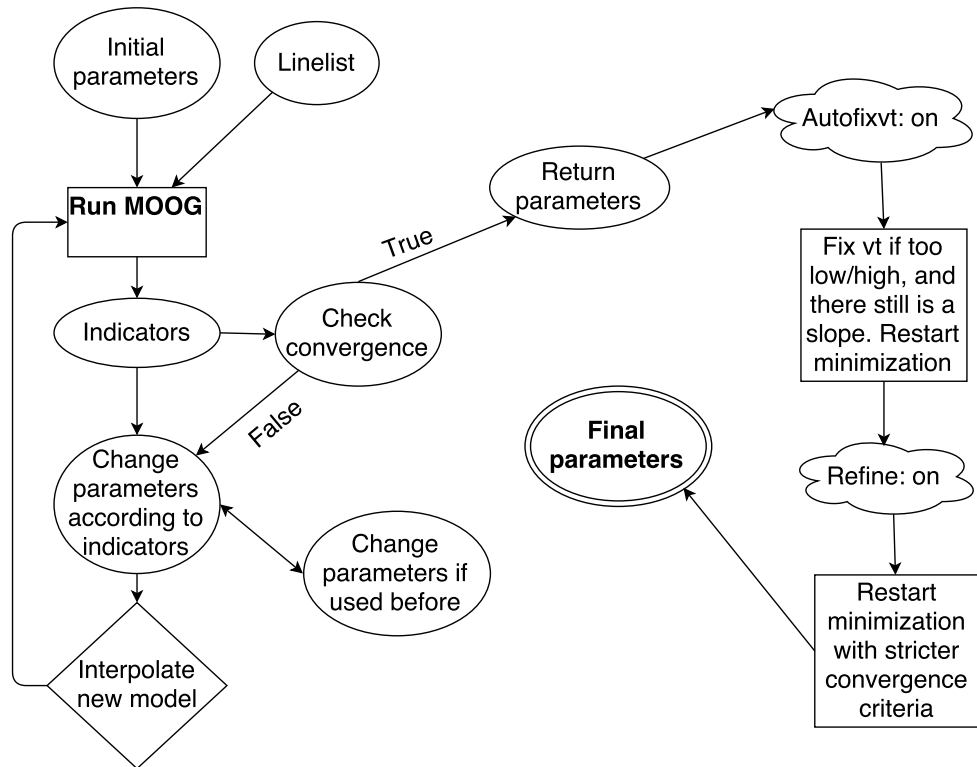 Initial
parameters
Linelist
Run MOOG
Indicators
Check
convergence
True
False
Return
parameters
Autofixvt: on
Fix vt if too
low/high, and
there still is a
slope. Restart
minimization
Refine: on
Restart
minimization
with stricter
convergence
criteria
Final
parameters
Change
parameters
according to
indicators
Change
parameters if
used before
Interpolate
new model